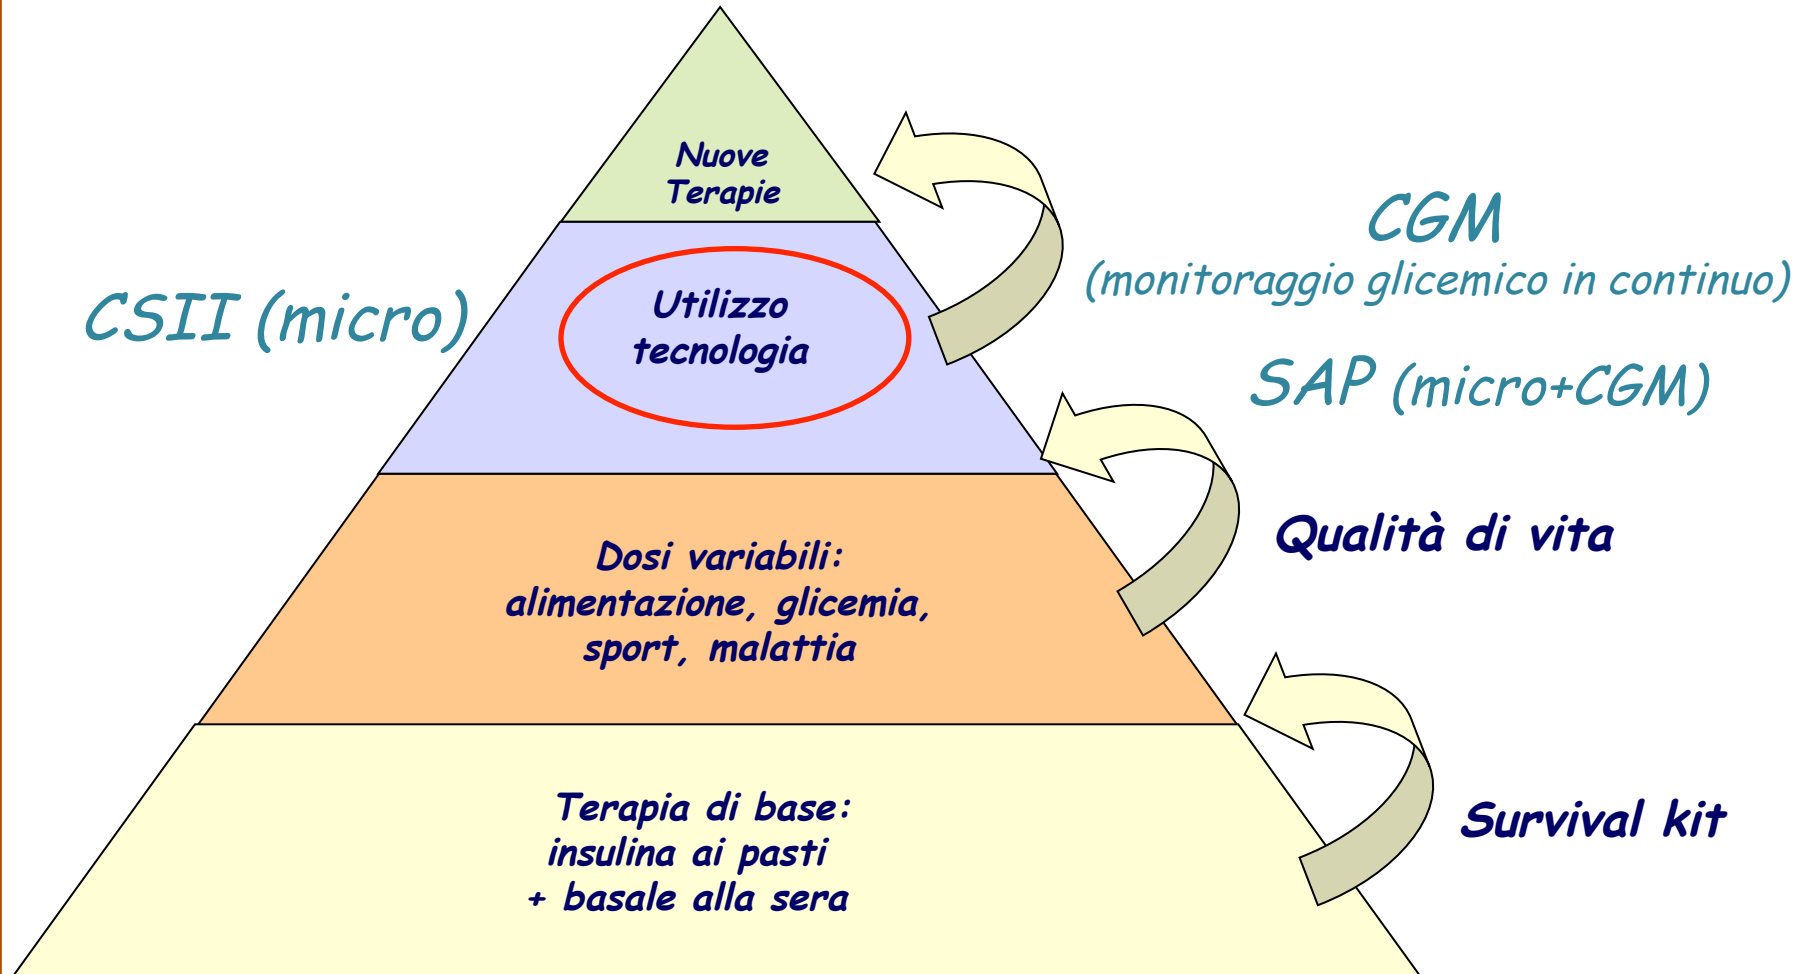 Nuove
Terapie
CSII (micro)
Utilizzo
tecnologia
CGM
(monitoraggio glicemico in continuo)
SAP (micro+CGM)
Dosi variabili:
alimentazione, glicemia,
sport, malattia
Qualità di vita
Terapia di base:
insulina ai pasti
+ basale alla sera
Survival kit